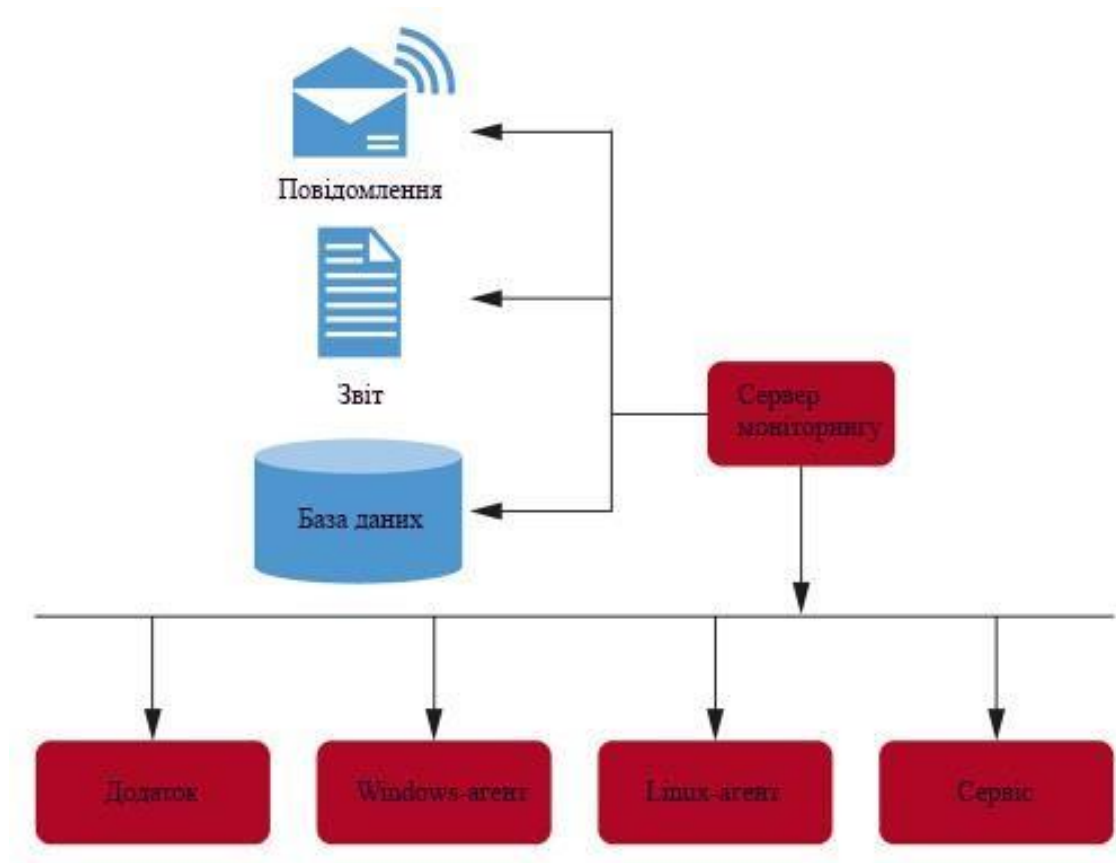 Повідомлення
Звіт
База даних
Сервер
моніторингу
Додаток
Windows-агент
Linux-агент
Сервіс